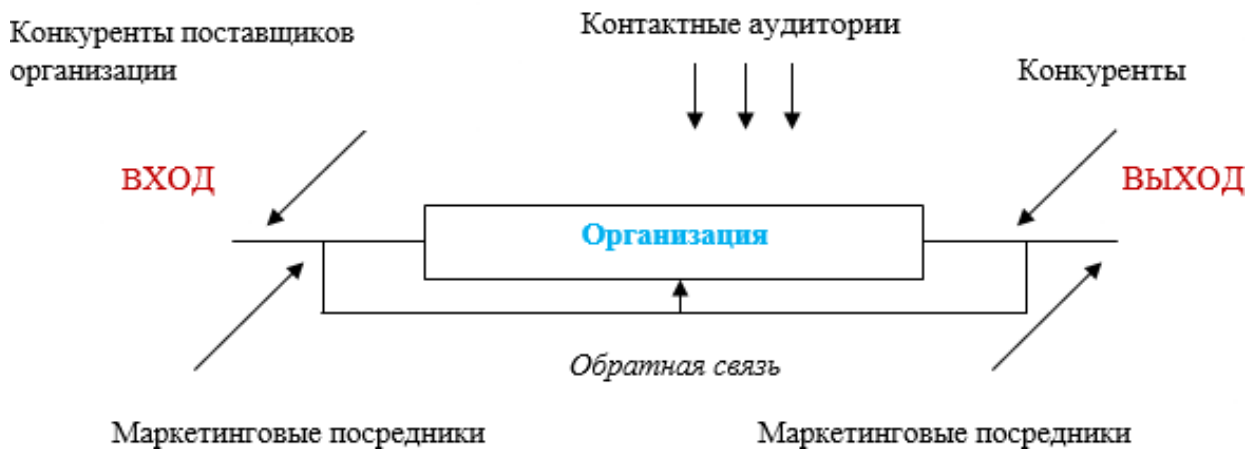 Конкуренты поставщиков
организации
Контактные аудитории
Конкуренты
ВХОД
ВЫХОД
Организация
Обратная связь
Маркетинговые посредники
Маркетинговые посредники